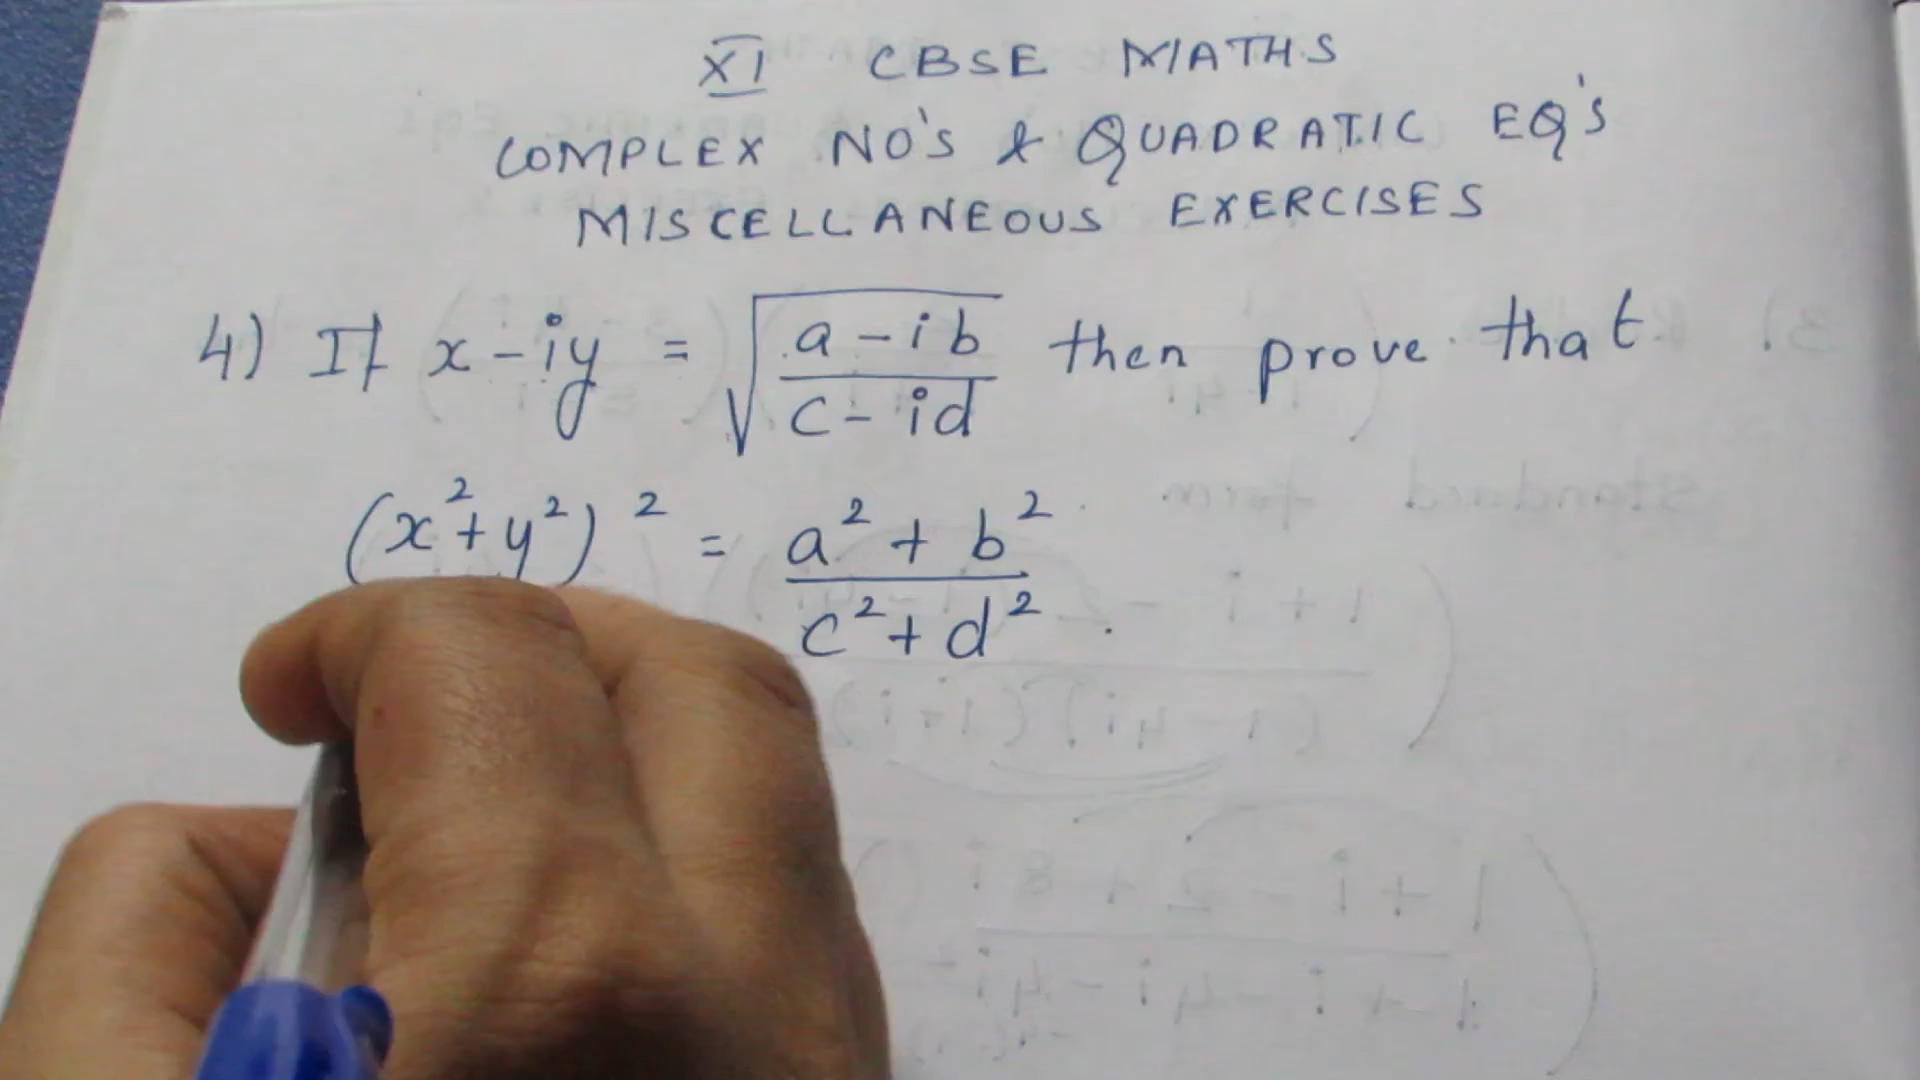 XI CBSE MATHS
COMPLEX NO'S & QUADRATIC EQ'S
MISCELLANEOUS EXERCISES
4) If x - iy = √((a - ib)/(c - id)) then prove that
(x² + y²)² = (a² + b²)/(c² + d²).